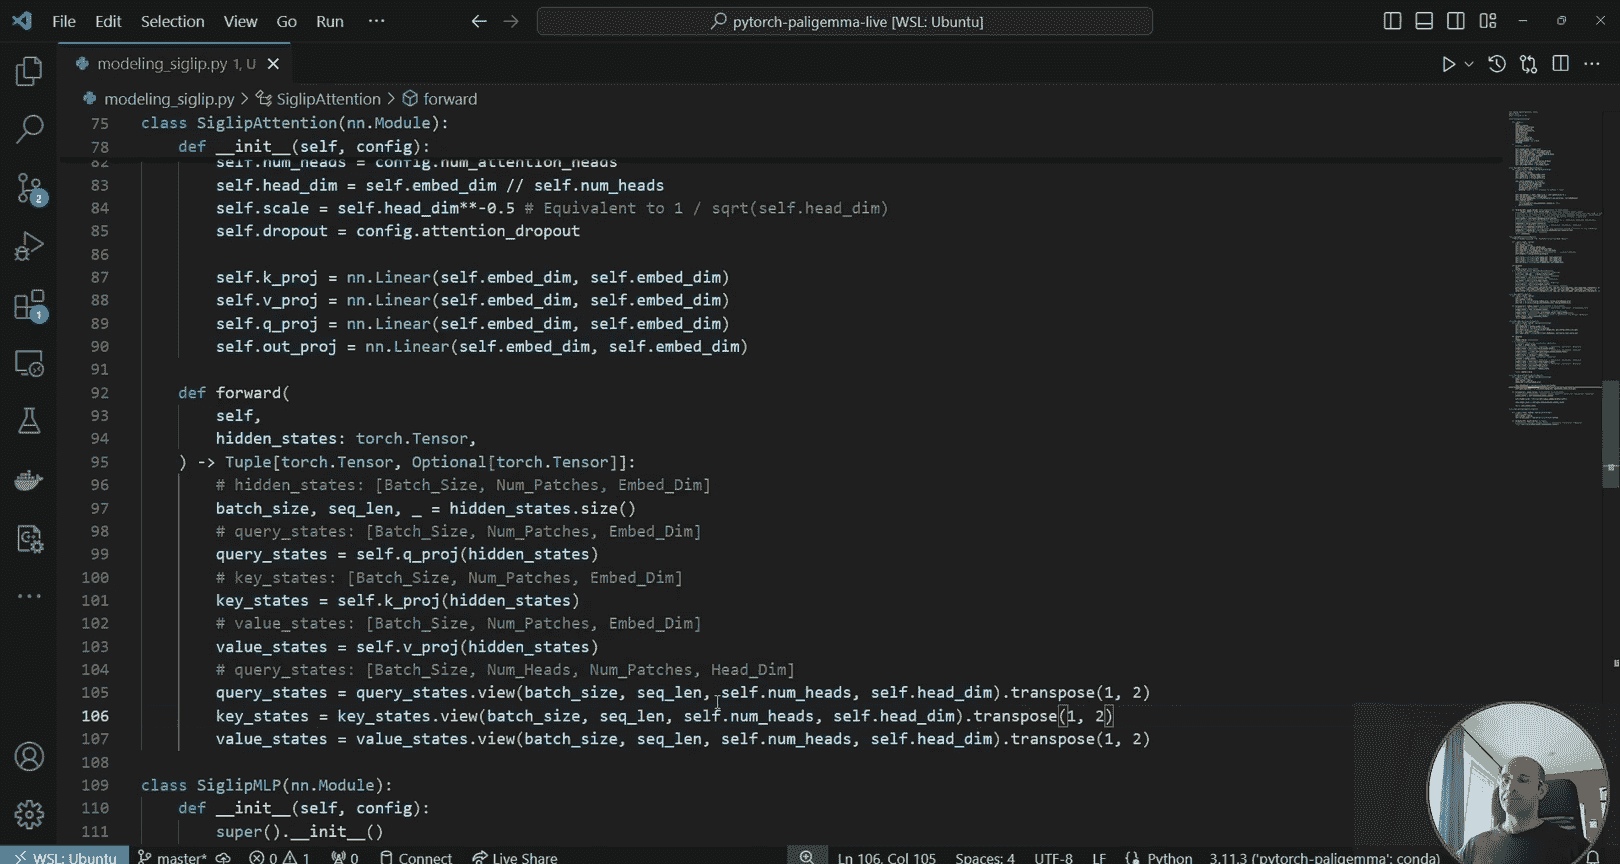 File Edit Selection View Go Run ··· pytorch-paligemma-live [WSL: Ubuntu]
modeling_siglip.py 1, U
modeling_siglip.py > SiglipAttention > forward
75 class SiglipAttention(nn.Module):
78 def __init__(self, config):
82 self.num_heads = config.num_attention_heads
83 self.head_dim = self.embed_dim // self.num_heads
84 self.scale = self.head_dim**-0.5 # Equivalent to 1 / sqrt(self.head_dim)
85 self.dropout = config.attention_dropout
86
87 self.k_proj = nn.Linear(self.embed_dim, self.embed_dim)
88 self.v_proj = nn.Linear(self.embed_dim, self.embed_dim)
89 self.q_proj = nn.Linear(self.embed_dim, self.embed_dim)
90 self.out_proj = nn.Linear(self.embed_dim, self.embed_dim)
91
92 def forward(
93 self,
94 hidden_states: torch.Tensor,
95 ) -> Tuple[torch.Tensor, Optional[torch.Tensor]]:
96 # hidden_states: [Batch_Size, Num_Patches, Embed_Dim]
97 batch_size, seq_len, _ = hidden_states.size()
98 # query_states: [Batch_Size, Num_Patches, Embed_Dim]
99 query_states = self.q_proj(hidden_states)
100 # key_states: [Batch_Size, Num_Patches, Embed_Dim]
101 key_states = self.k_proj(hidden_states)
102 # value_states: [Batch_Size, Num_Patches, Embed_Dim]
103 value_states = self.v_proj(hidden_states)
104 # query_states: [Batch_Size, Num_Heads, Num_Patches, Head_Dim]
105 query_states = query_states.view(batch_size, seq_len, self.num_heads, self.head_dim).transpose(1, 2)
106 key_states = key_states.view(batch_size, seq_len, self.num_heads, self.head_dim).transpose(1, 2)
107 value_states = value_states.view(batch_size, seq_len, self.num_heads, self.head_dim).transpose(1, 2)
108
109 class SiglipMLP(nn.Module):
110 def __init__(self, config):
111 super().__init__()
2
1
WSL: Ubuntu master* 0 1 0 Connect Live Share Ln 106, Col 105 Spaces: 4 UTF-8 LF Python 3.11.3 ('pytorch-paligemma': conda)